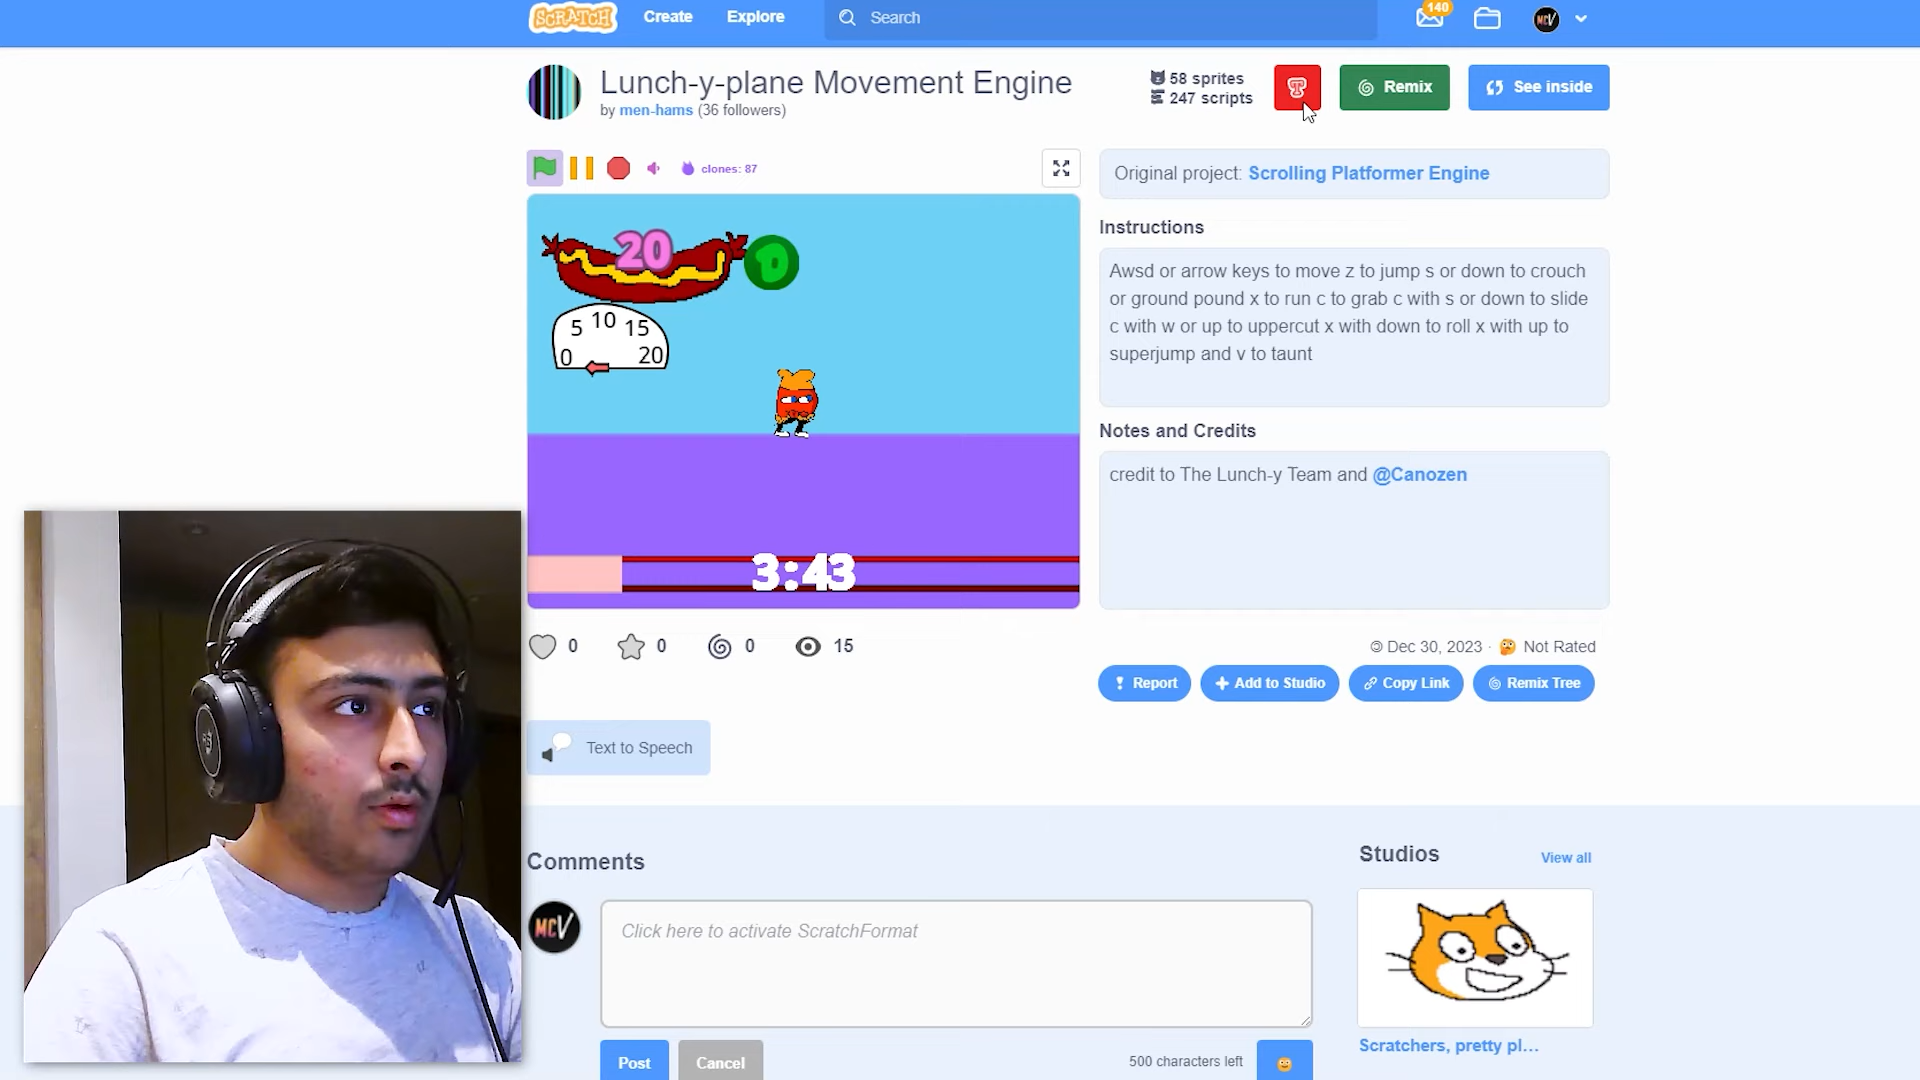 SCRATCH Create Explore Search 140 MCV
Lunch-y-plane Movement Engine
by men-hams (36 followers)
58 sprites
247 scripts
T
Remix
See inside
clones: 87
Original project: Scrolling Platformer Engine
Instructions
Awsd or arrow keys to move z to jump s or down to crouch
or ground pound x to run c to grab c with s or down to slide
c with w or up to uppercut x with down to roll x with up to
superjump and v to taunt
20
D
5 10 15
0 20
3:43
Notes and Credits
credit to The Lunch-y Team and @Canozen
0 0 0 15
© Dec 30, 2023 · Not Rated
Report Add to Studio Copy Link Remix Tree
Text to Speech
Comments
MCV
Click here to activate ScratchFormat
Post Cancel 500 characters left
Studios View all
Scratchers, pretty pl...